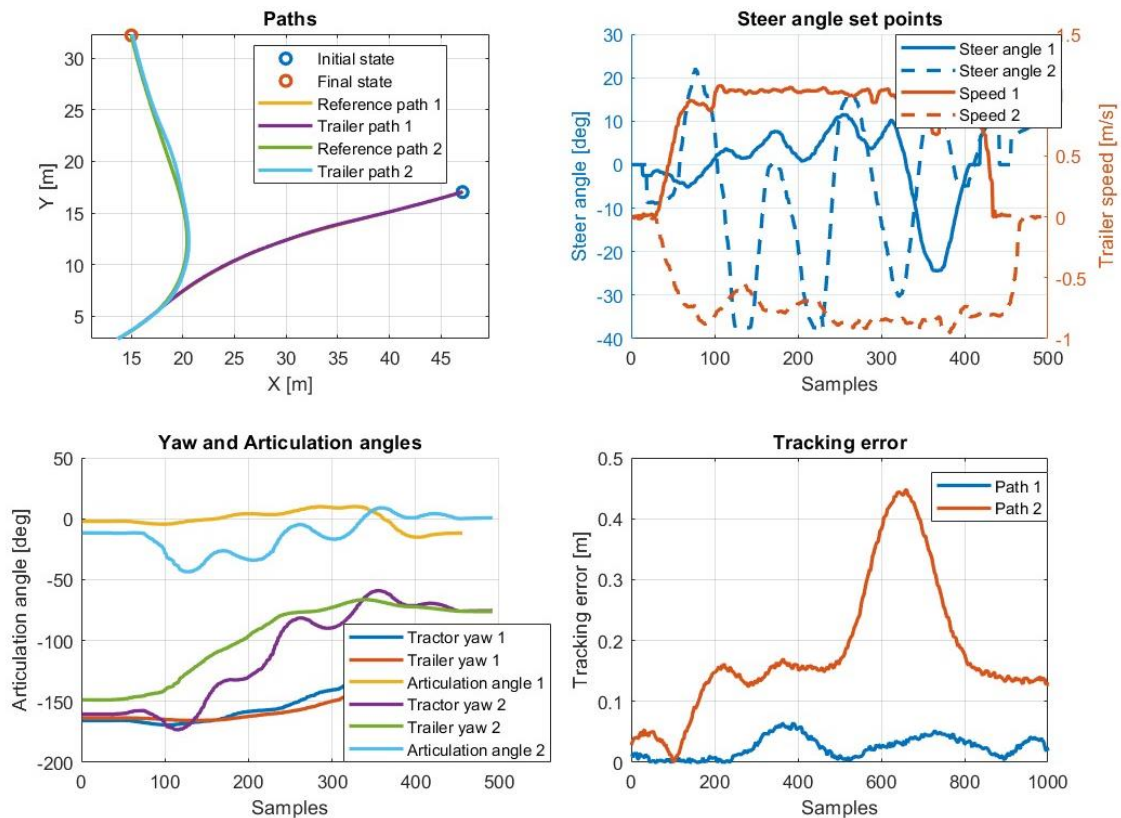 Paths
30
25
20
15
10
5
Y [m]
15 20 25 30 35 40 45
X [m]
Initial state
Final state
Reference path 1
Trailer path 1
Reference path 2
Trailer path 2
Steer angle set points
30
20
10
0
-10
-20
-30
-40
Steer angle [deg]
1.5
0.5
0
-0.5
-1
Trailer speed [m/s]
0 100 200 300 400 500
Samples
Steer angle 1
Steer angle 2
Speed 1
Speed 2
Yaw and Articulation angles
50
0
-50
-100
-150
-200
Articulation angle [deg]
0 100 200 300 400 500
Samples
Tractor yaw 1
Trailer yaw 1
Articulation angle 1
Tractor yaw 2
Trailer yaw 2
Articulation angle 2
Tracking error
0.5
0.4
0.3
0.2
0.1
0
Tracking error [m]
0 200 400 600 800 1000
Samples
Path 1
Path 2